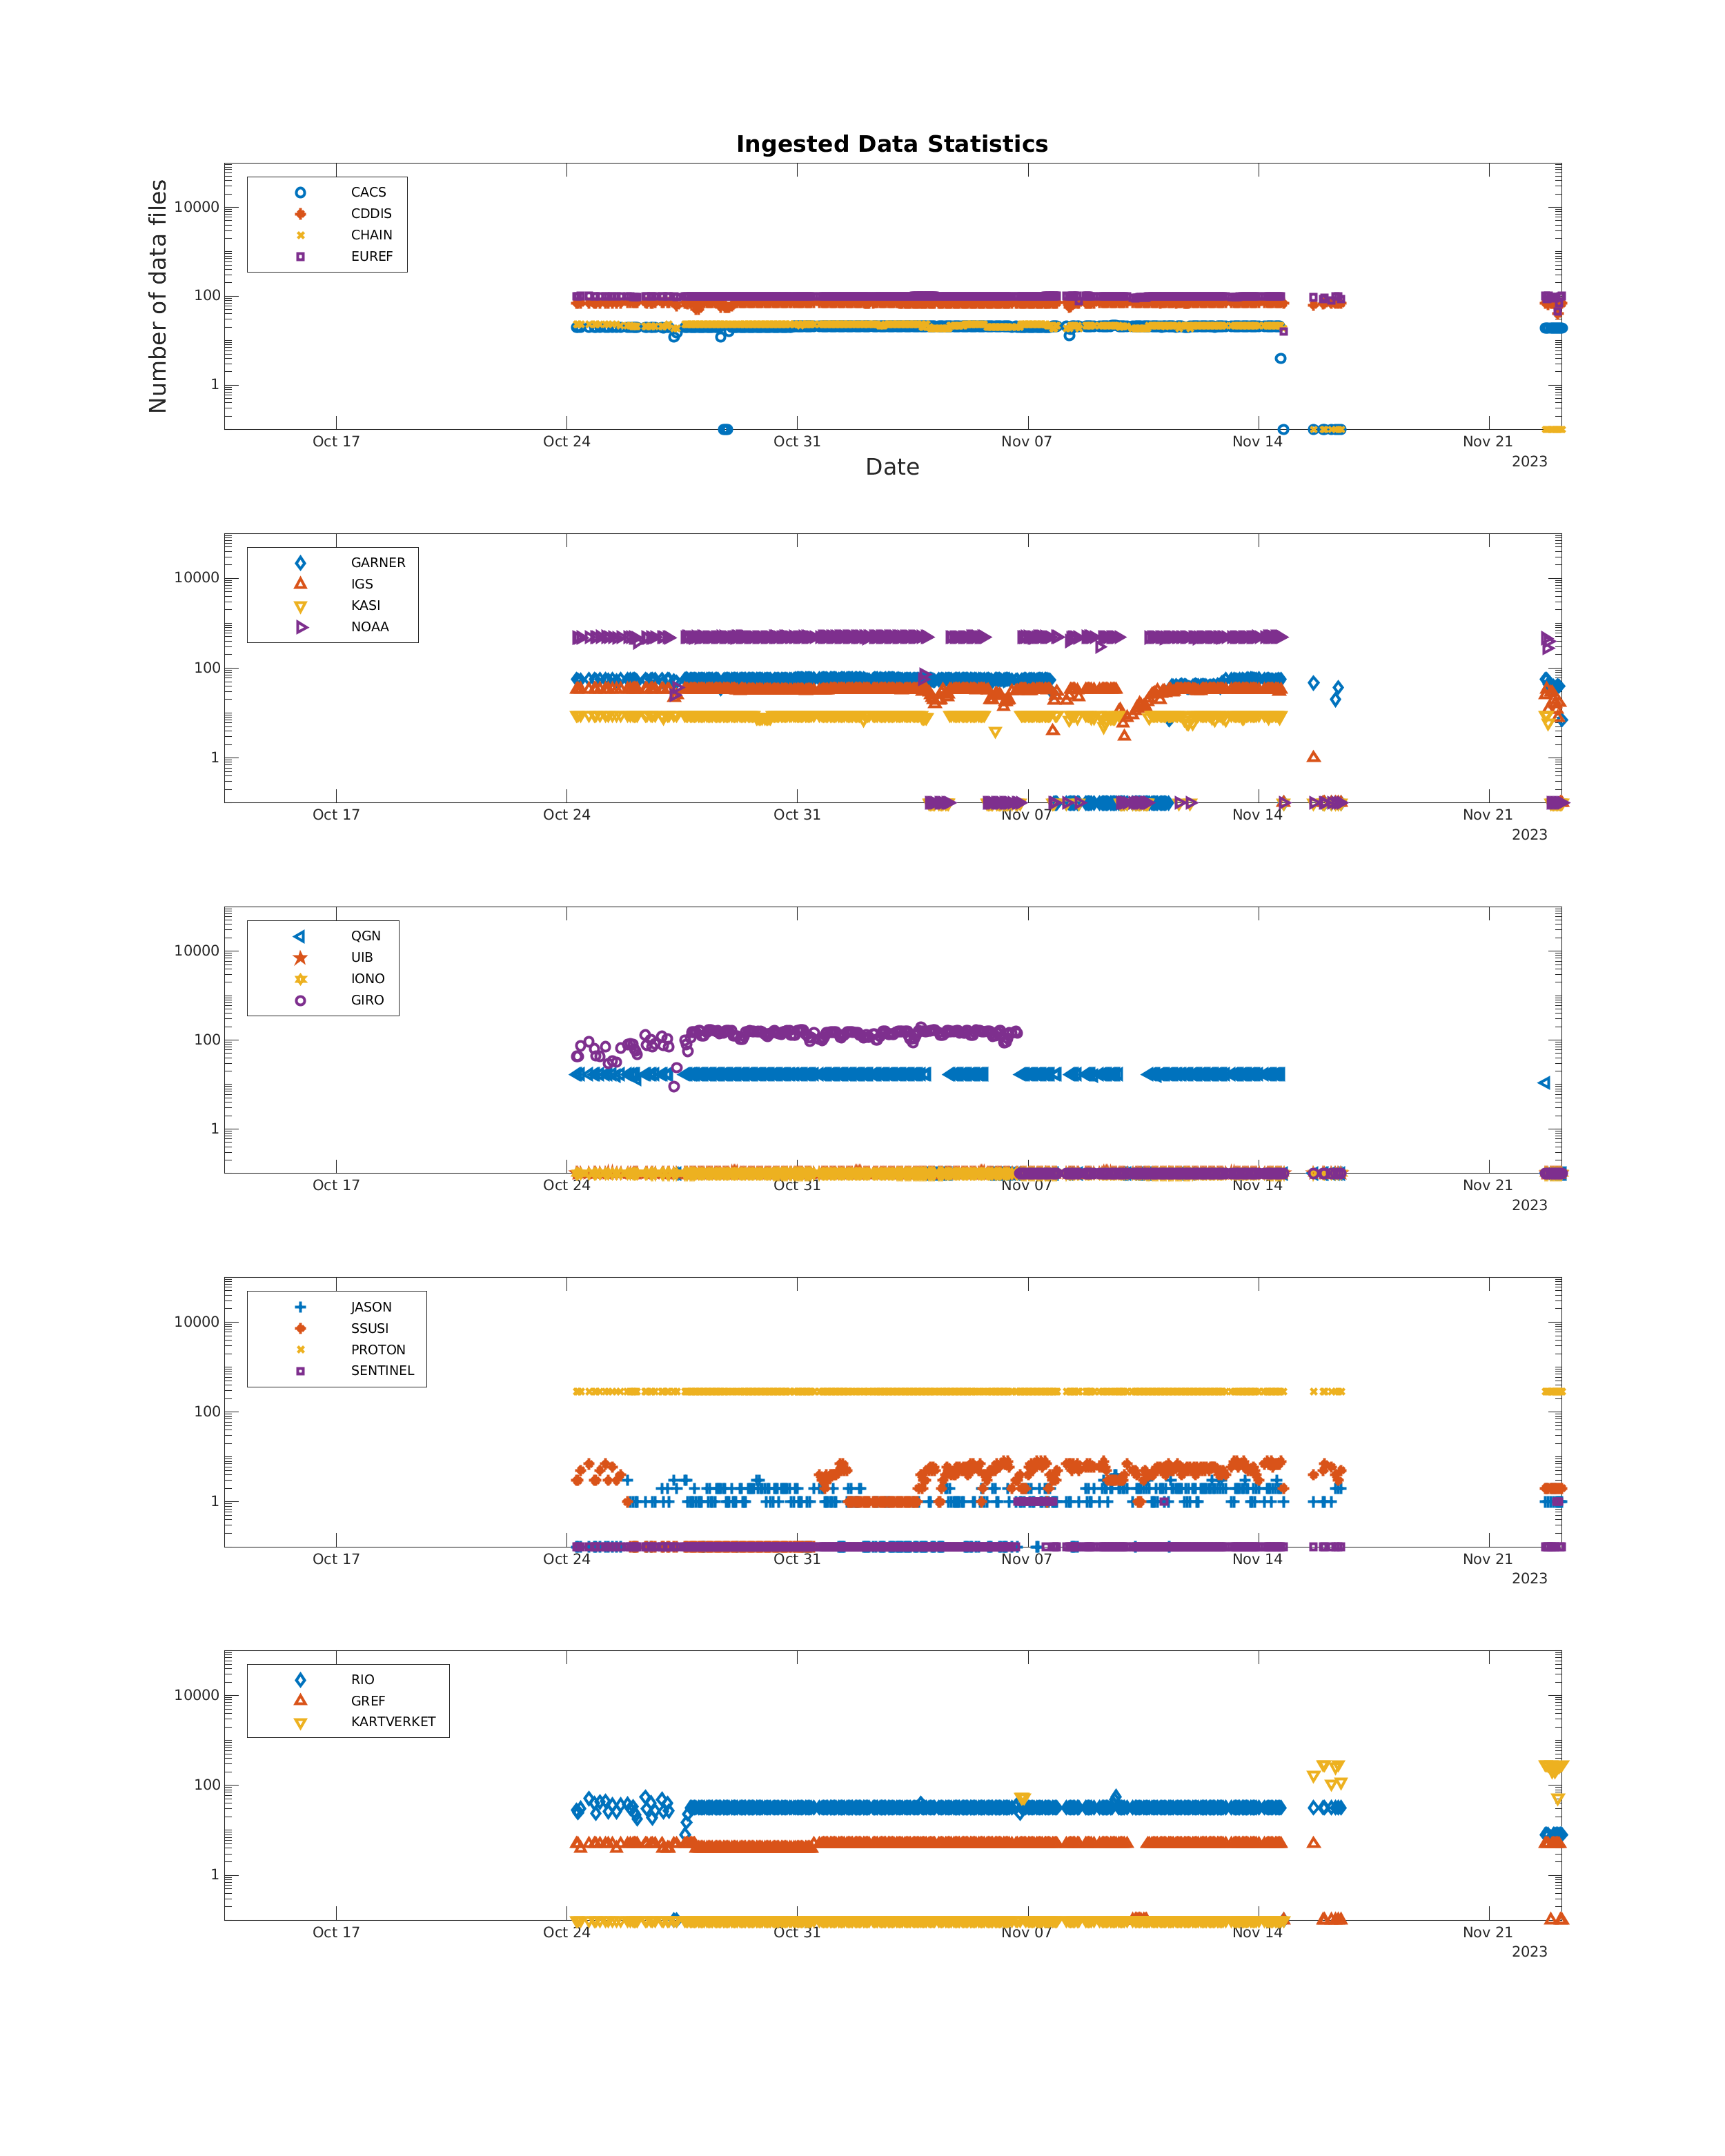 Ingested Data Statistics
Number of data files
10000
100
1
CACS
CDDIS
CHAIN
EUREF
Oct 17 Oct 24 Oct 31 Nov 07 Nov 14 Nov 21
2023
Date
10000
100
1
GARNER
IGS
KASI
NOAA
Oct 17 Oct 24 Oct 31 Nov 07 Nov 14 Nov 21
2023
10000
100
1
QGN
UIB
IONO
GIRO
Oct 17 Oct 24 Oct 31 Nov 07 Nov 14 Nov 21
2023
10000
100
1
JASON
SSUSI
PROTON
SENTINEL
Oct 17 Oct 24 Oct 31 Nov 07 Nov 14 Nov 21
2023
10000
100
1
RIO
GREF
KARTVERKET
Oct 17 Oct 24 Oct 31 Nov 07 Nov 14 Nov 21
2023